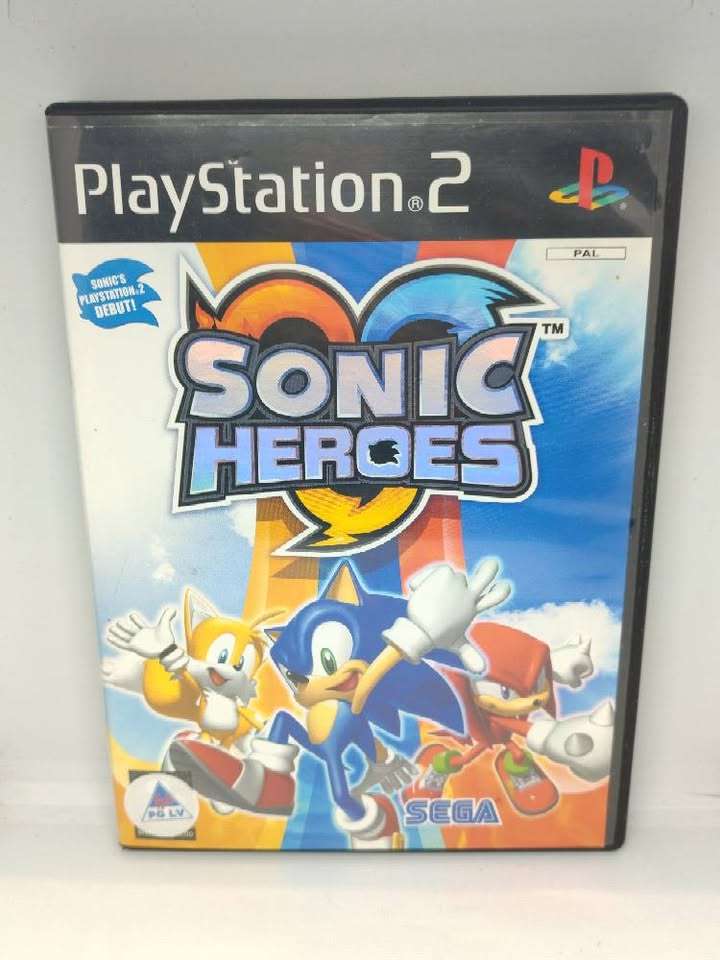 PlayStation®2
PAL
SONIC'S
PLAYSTATION®2
DEBUT!
SONIC
HEROES
TM
SEGA
PG LV